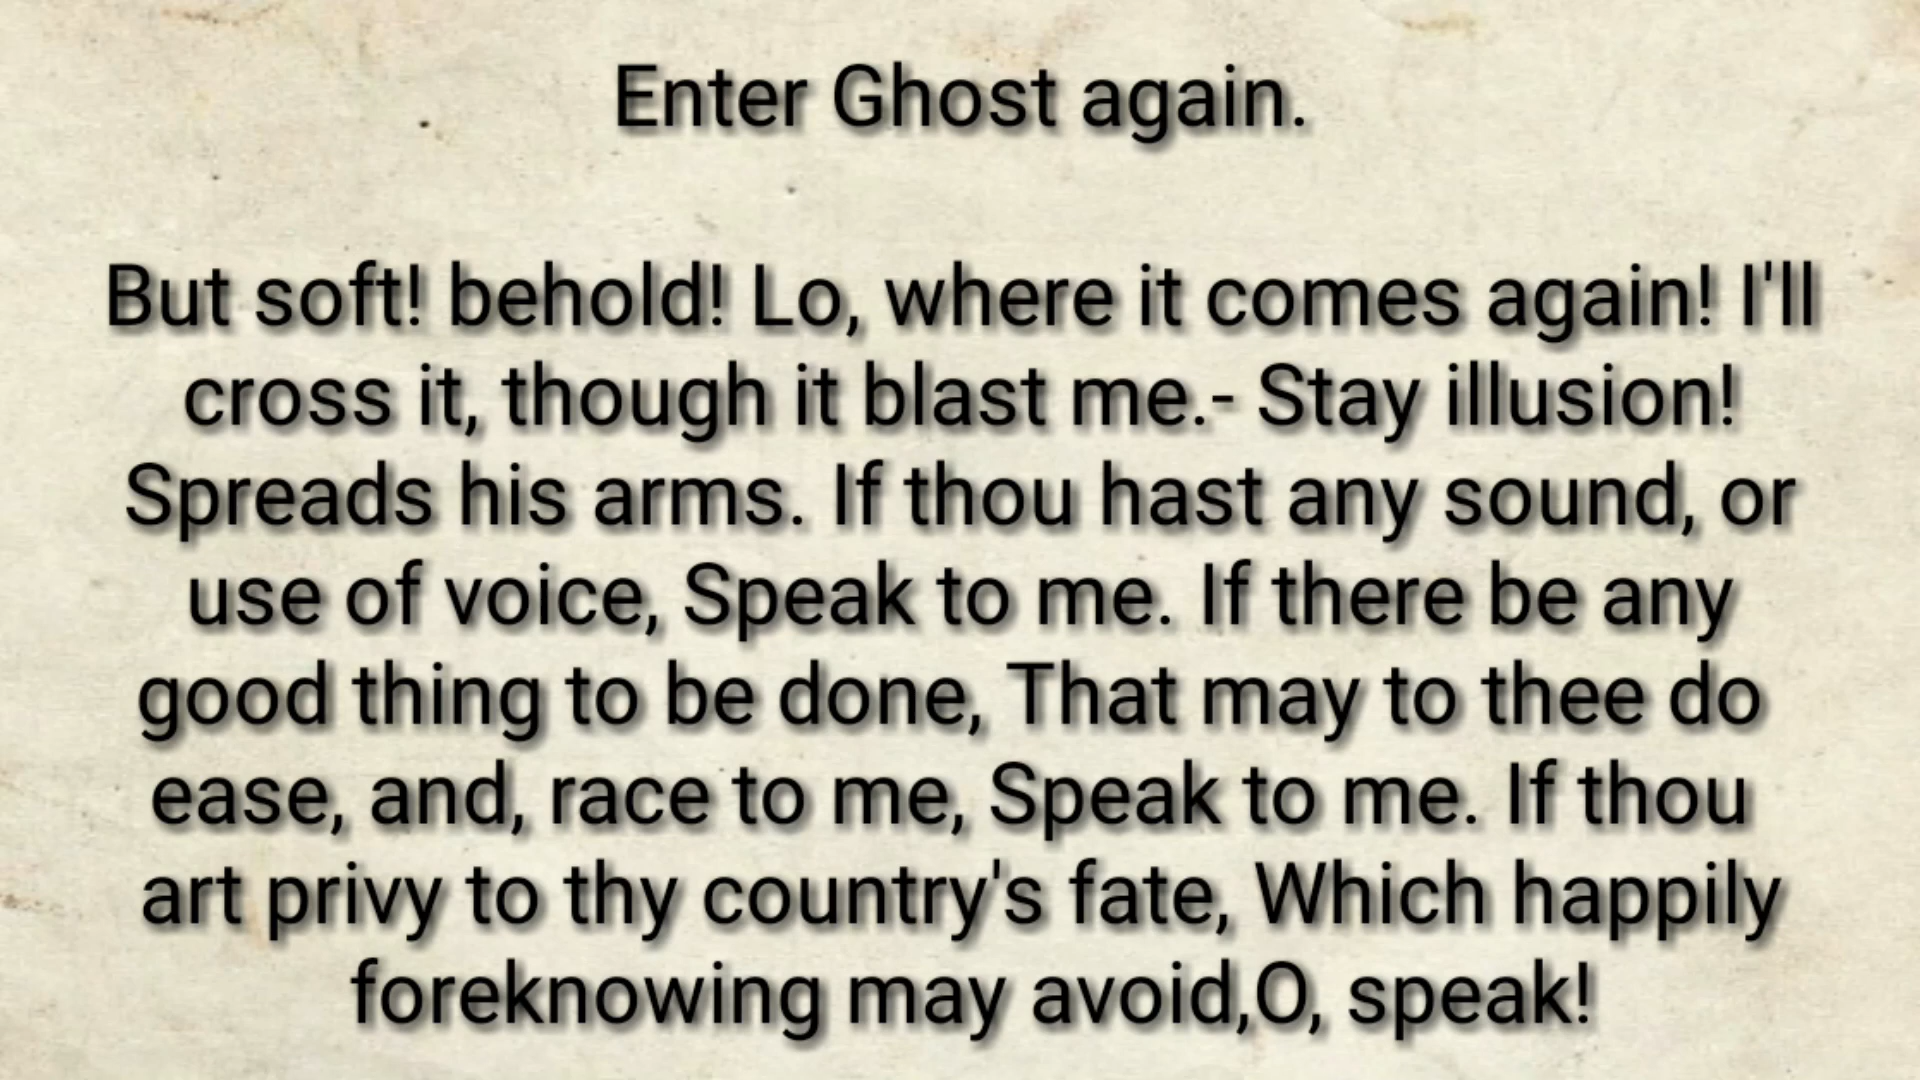 Enter Ghost again.
But soft! behold! Lo, where it comes again! I'll
cross it, though it blast me.- Stay illusion!
Spreads his arms. If thou hast any sound, or
use of voice, Speak to me. If there be any
good thing to be done, That may to thee do
ease, and, race to me, Speak to me. If thou
art privy to thy country's fate, Which happily
foreknowing may avoid,O, speak!